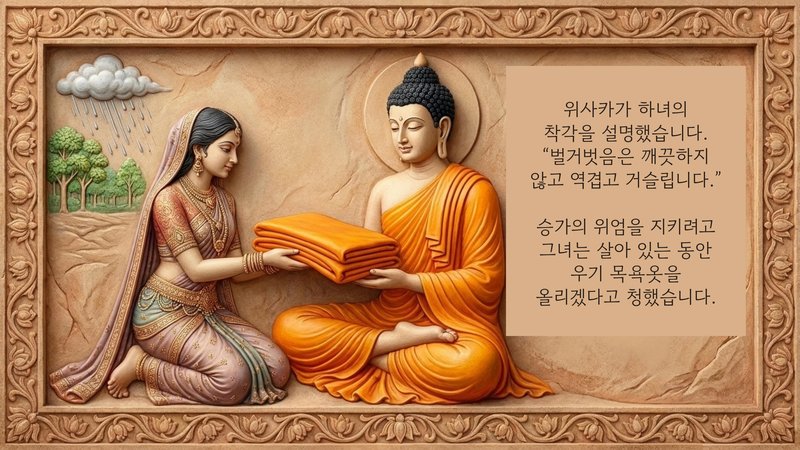 위사카가 하녀의
착각을 설명했습니다.
“벌거벗음은 깨끗하지
않고 역겹고 거슬립니다.”
승가의 위엄을 지키려고
그녀는 살아 있는 동안
우기 목욕옷을
올리겠다고 청했습니다.